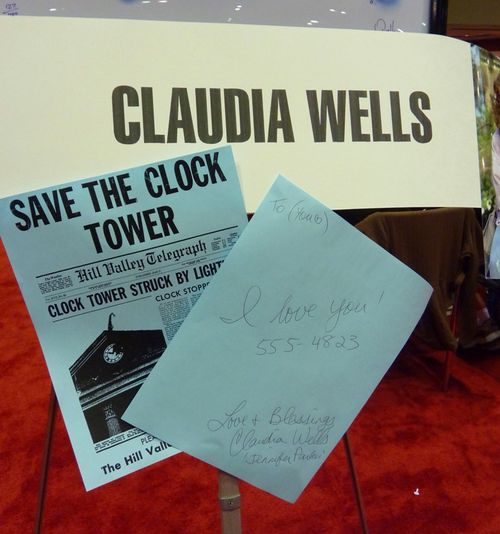 CLAUDIA WELLS
SAVE THE CLOCK
TOWER
Hill Valley Telegraph
CLOCK TOWER STRUCK BY LIGHT
CLOCK STOPP
PLE
The Hill Vall
To (You)
I love you!
555-4823
Love & Blessings
Claudia Wells
"Jennifer Parker"